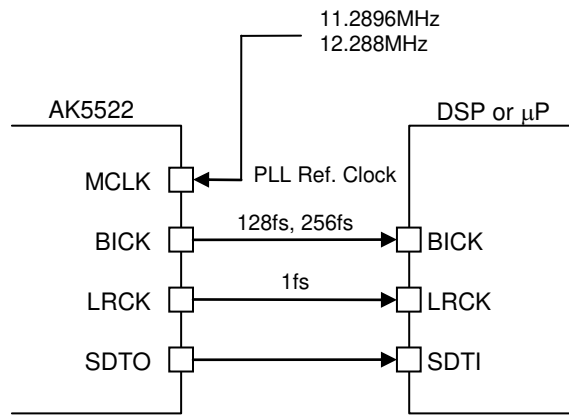 11.2896MHz
12.288MHz
AK5522
DSP or μP
MCLK
PLL Ref. Clock
BICK
128fs, 256fs
BICK
LRCK
1fs
LRCK
SDTO
SDTI